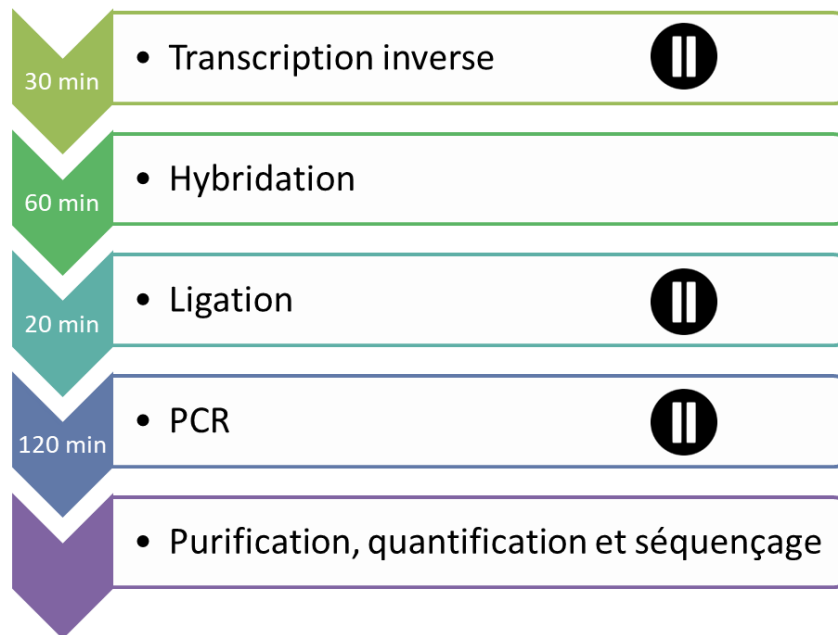 30 min
• Transcription inverse
60 min
• Hybridation
20 min
• Ligation
120 min
• PCR
• Purification, quantification et séquençage